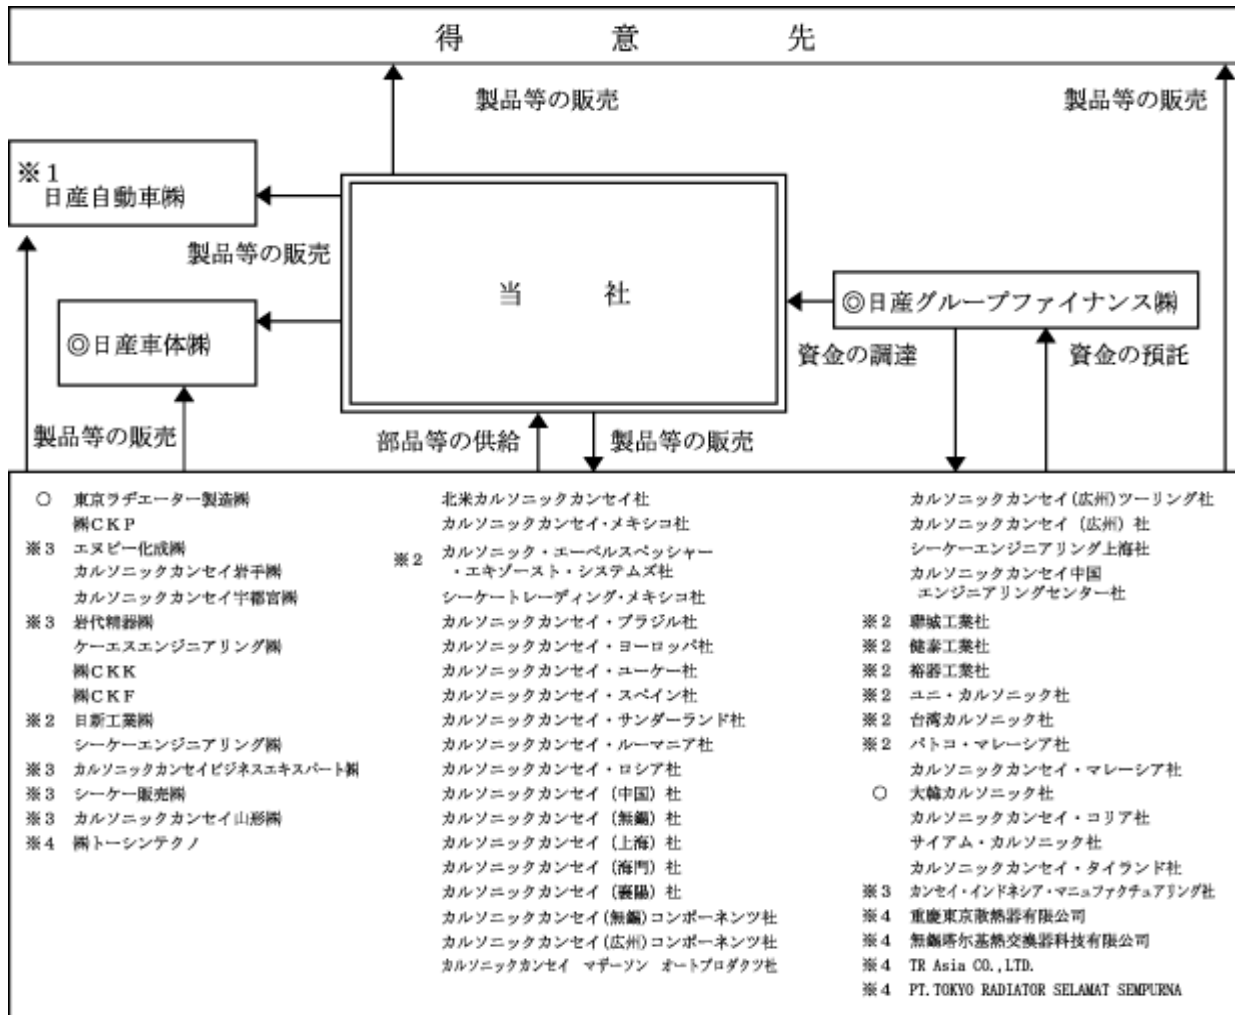 得意先
製品等の販売
製品等の販売
※1
日産自動車㈱
製品等の販売
当社
◎日産グループファイナンス㈱
◎日産車体㈱
資金の調達
資金の預託
製品等の販売
部品等の供給
製品等の販売
○ 東京ラヂエーター製造㈱
㈱CKP
※3 エヌピー化成㈱
カルソニックカンセイ岩手㈱
カルソニックカンセイ宇都宮㈱
※3 岩代精器㈱
ケーエスエンジニアリング㈱
㈱CKK
㈱CKF
※2 日新工業㈱
シーケーエンジニアリング㈱
※3 カルソニックカンセイビジネスエキスパート㈱
※3 シーケー販売㈱
※3 カルソニックカンセイ山形㈱
※4 ㈱トーシンテクノ
北米カルソニックカンセイ社
カルソニックカンセイ・メキシコ社
※2 カルソニック・エーベルスペッシャー
・エキゾースト・システムズ社
シーケートレーディング・メキシコ社
カルソニックカンセイ・ブラジル社
カルソニックカンセイ・ヨーロッパ社
カルソニックカンセイ・ユーケー社
カルソニックカンセイ・スペイン社
カルソニックカンセイ・サンダーランド社
カルソニックカンセイ・ルーマニア社
カルソニックカンセイ・ロシア社
カルソニックカンセイ（中国）社
カルソニックカンセイ（無錫）社
カルソニックカンセイ（上海）社
カルソニックカンセイ（海門）社
カルソニックカンセイ（襄陽）社
カルソニックカンセイ(無錫)コンポーネンツ社
カルソニックカンセイ(広州)コンポーネンツ社
カルソニックカンセイ マザーソン オートプロダクツ社
カルソニックカンセイ(広州)ツーリング社
カルソニックカンセイ（広州）社
シーケーエンジニアリング上海社
カルソニックカンセイ中国
エンジニアリングセンター社
※2 聯城工業社
※2 健泰工業社
※2 裕器工業社
※2 ユニ・カルソニック社
※2 台湾カルソニック社
※2 パトコ・マレーシア社
カルソニックカンセイ・マレーシア社
○ 大韓カルソニック社
カルソニックカンセイ・コリア社
サイアム・カルソニック社
カルソニックカンセイ・タイランド社
※3 カンセイ・インドネシア・マニュファクチュアリング社
※4 重慶東京散熱器有限公司
※4 無錫塔尔基熱交換器科技有限公司
※4 TR Asia CO.,LTD.
※4 PT.TOKYO RADIATOR SELAMAT SEMPURNA